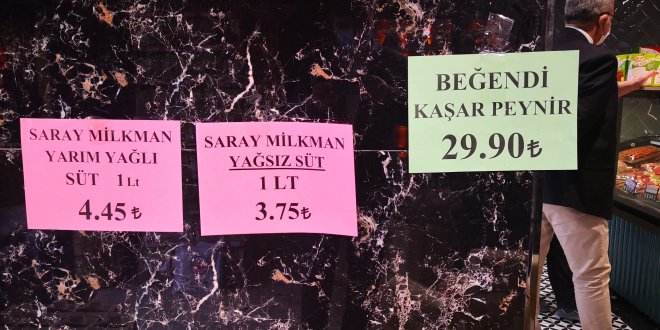 SARAY MİLKMAN
YARIM YAĞLI
SÜT 1Lt
4.45₺
SARAY MİLKMAN
YAĞSIZ SÜT
1 LT
3.75₺
BEĞENDİ
KAŞAR PEYNİR
29.90₺